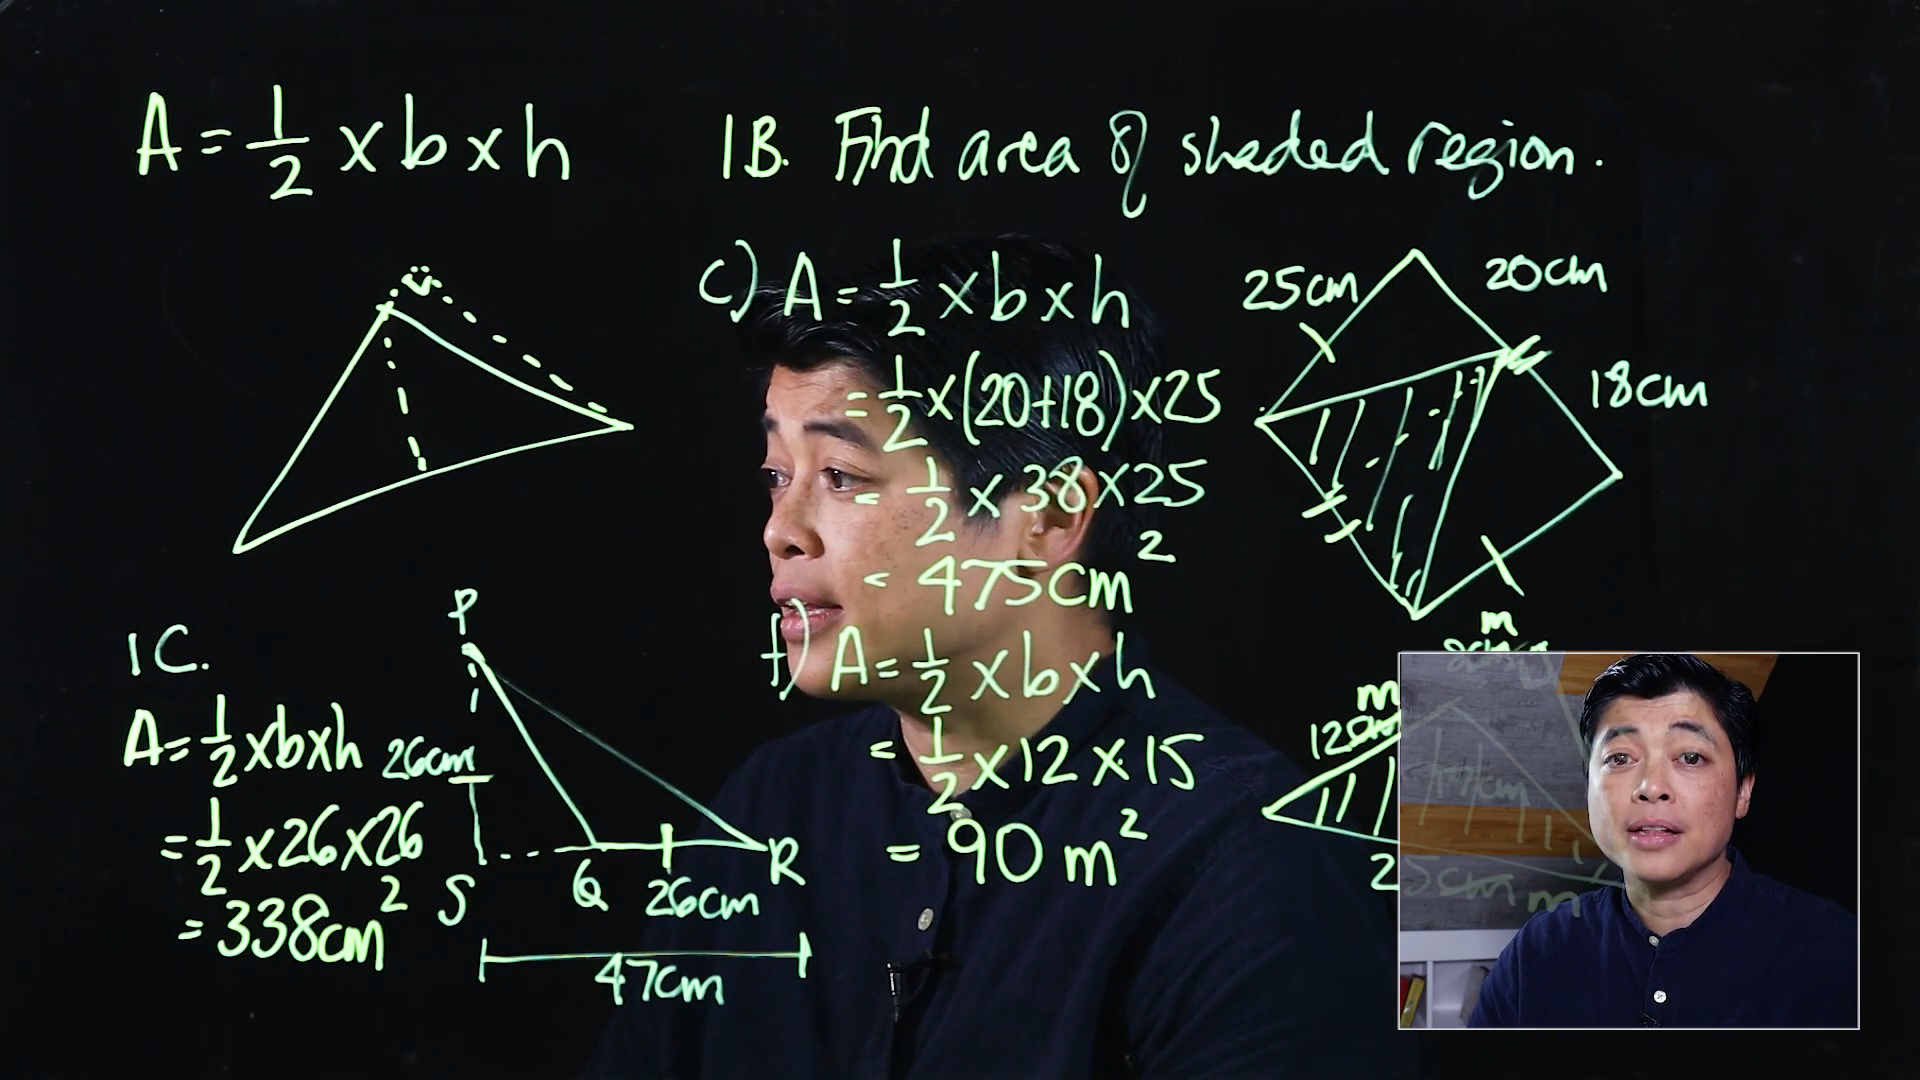 A = 1/2 x b x h
1B. Find area of shaded region.
c) A = 1/2 x b x h
= 1/2 x (20+18) x 25
= 1/2 x 38 x 25
= 475cm²
25cm
20cm
18cm
f) A = 1/2 x b x h
= 1/2 x 12 x 15
= 90 m²
m
m
12
25cm m
1C.
A = 1/2 x b x h
= 1/2 x 26 x 26
= 338cm²
P
26cm
S
Q
26cm
R
47cm